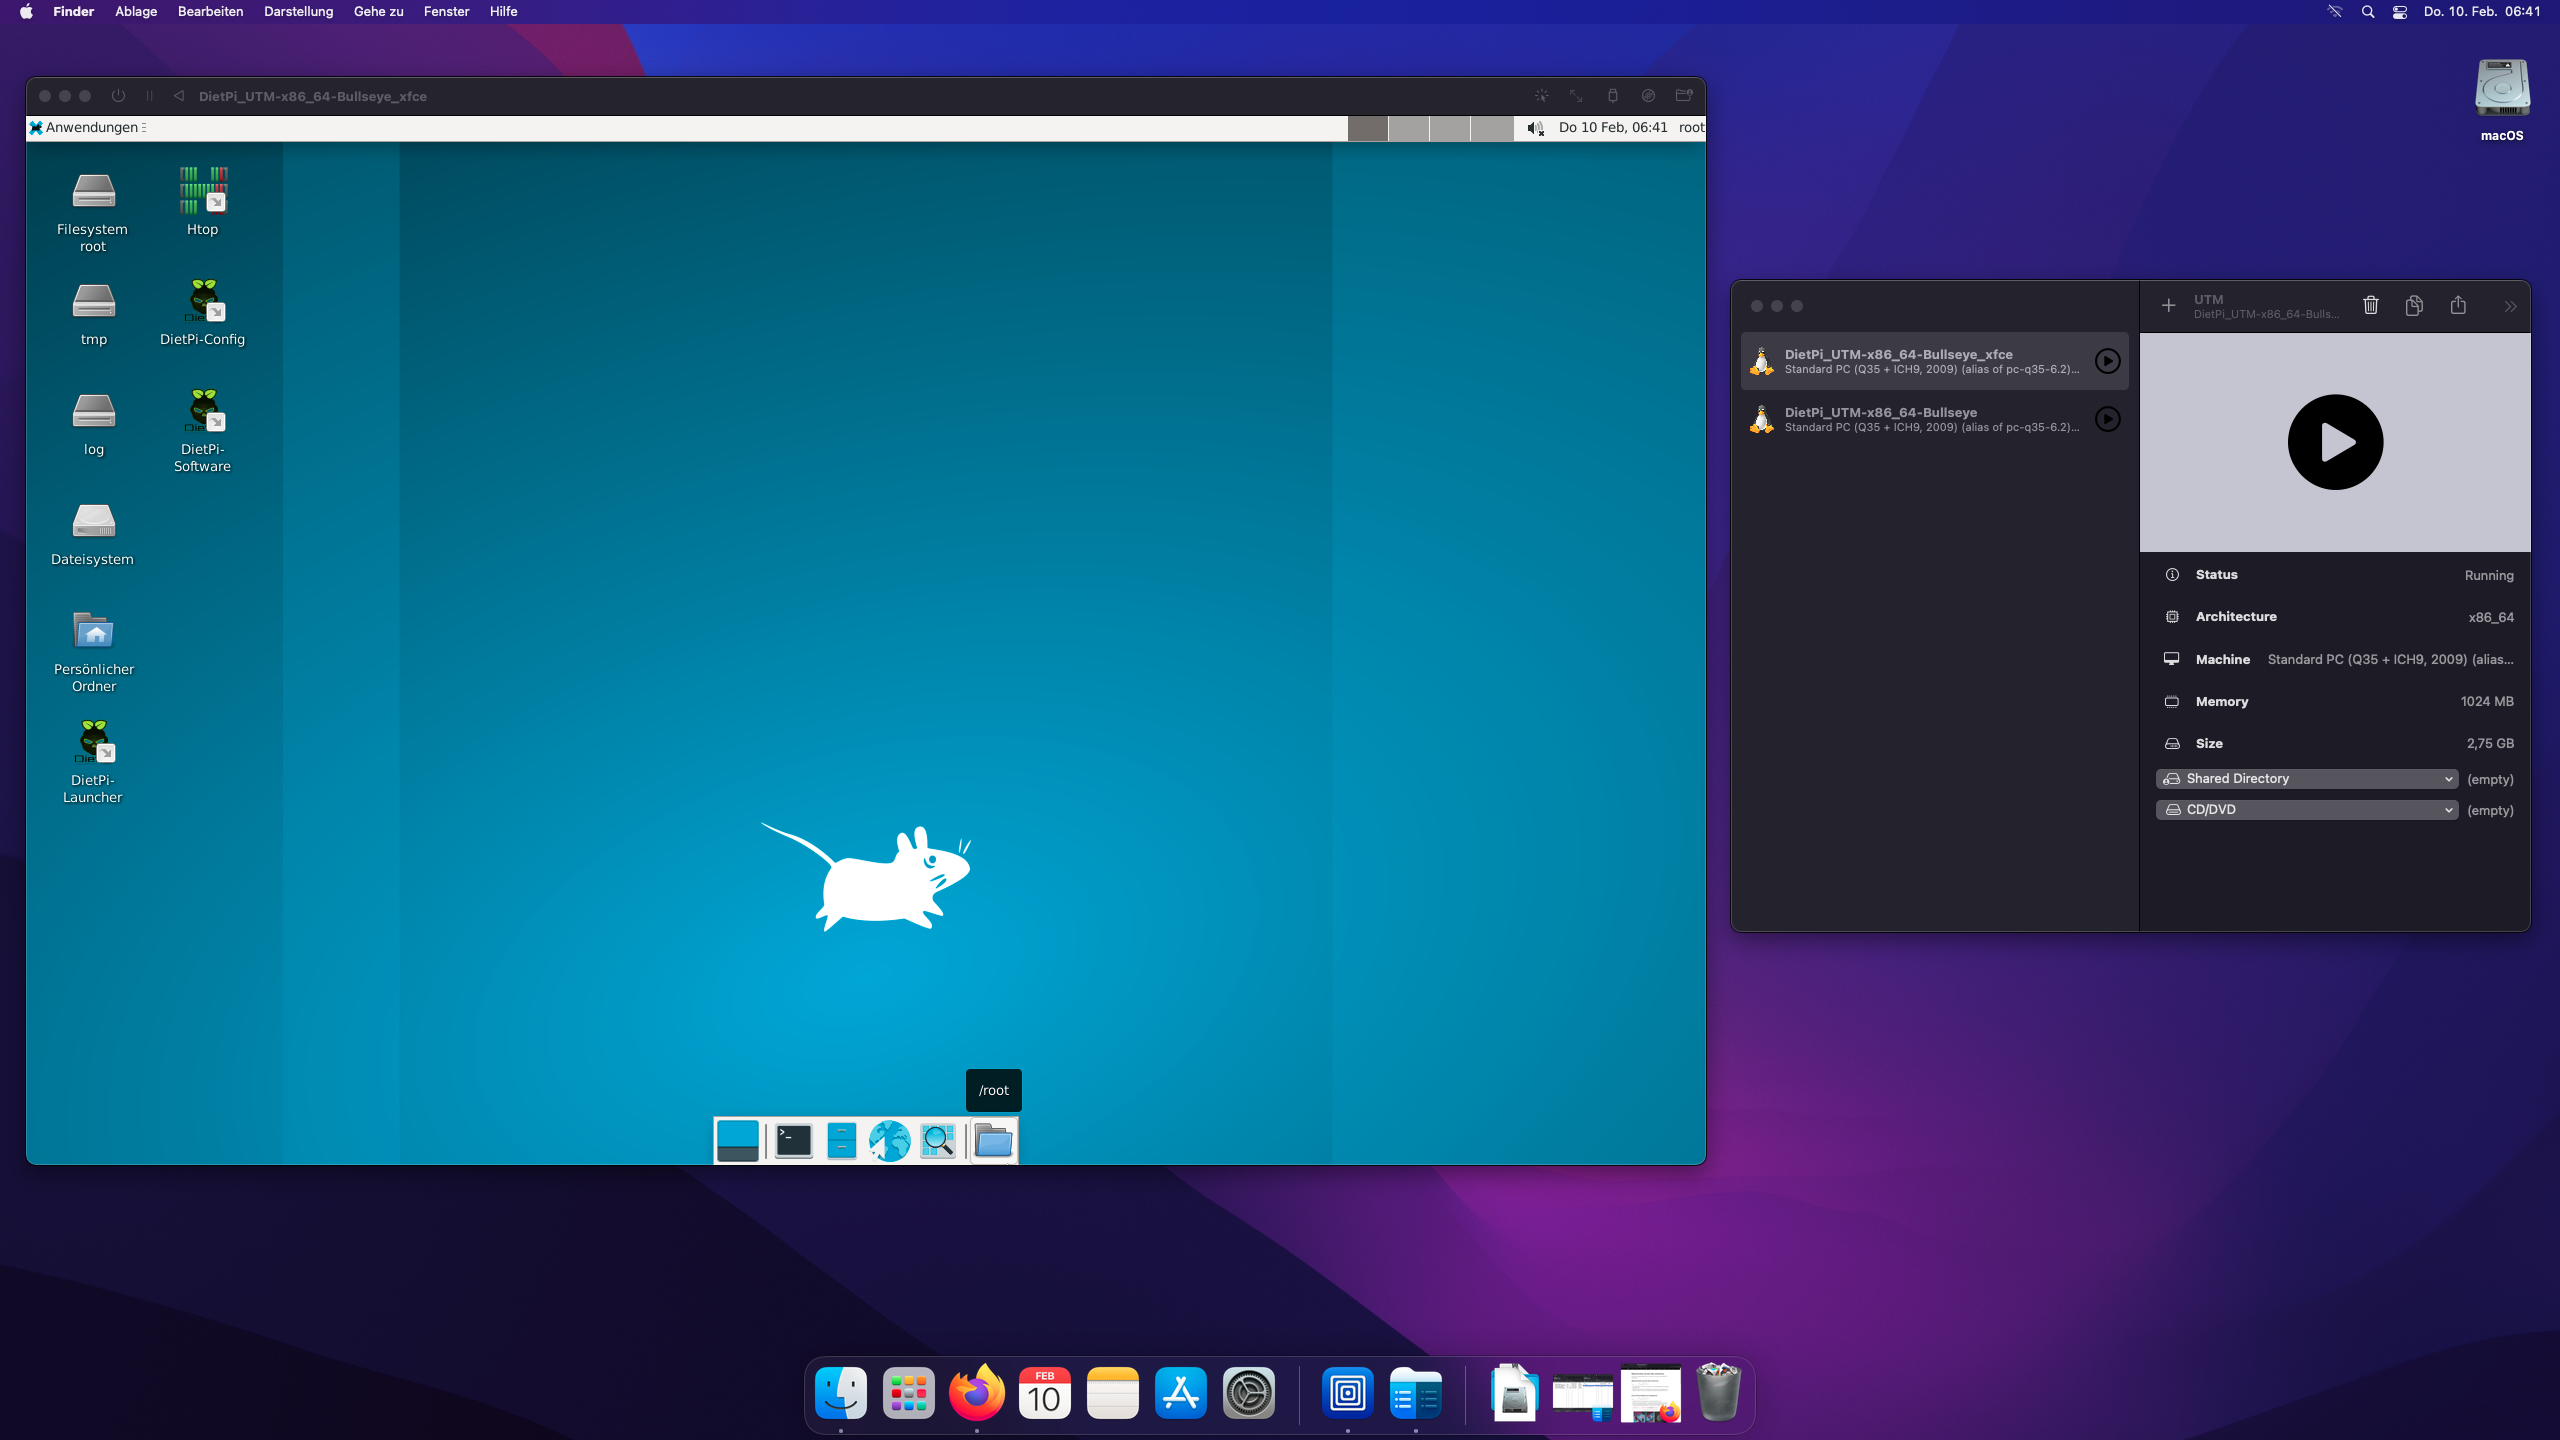 Finder Ablage Bearbeiten Darstellung Gehe zu Fenster Hilfe
Do. 10. Feb. 06:41
macOS
DietPi_UTM-x86_64-Bullseye_xfce
Anwendungen
Do 10 Feb, 06:41 root
Filesystem
root
Htop
tmp
DietPi-Config
log
DietPi-
Software
Dateisystem
Persönlicher
Ordner
DietPi-
Launcher
/root
UTM
DietPi_UTM-x86_64-Bulls...
DietPi_UTM-x86_64-Bullseye_xfce
Standard PC (Q35 + ICH9, 2009) (alias of pc-q35-6.2)...
DietPi_UTM-x86_64-Bullseye
Standard PC (Q35 + ICH9, 2009) (alias of pc-q35-6.2)...
Status Running
Architecture x86_64
Machine Standard PC (Q35 + ICH9, 2009) (alias...
Memory 1024 MB
Size 2,75 GB
Shared Directory (empty)
CD/DVD (empty)
FEB
10